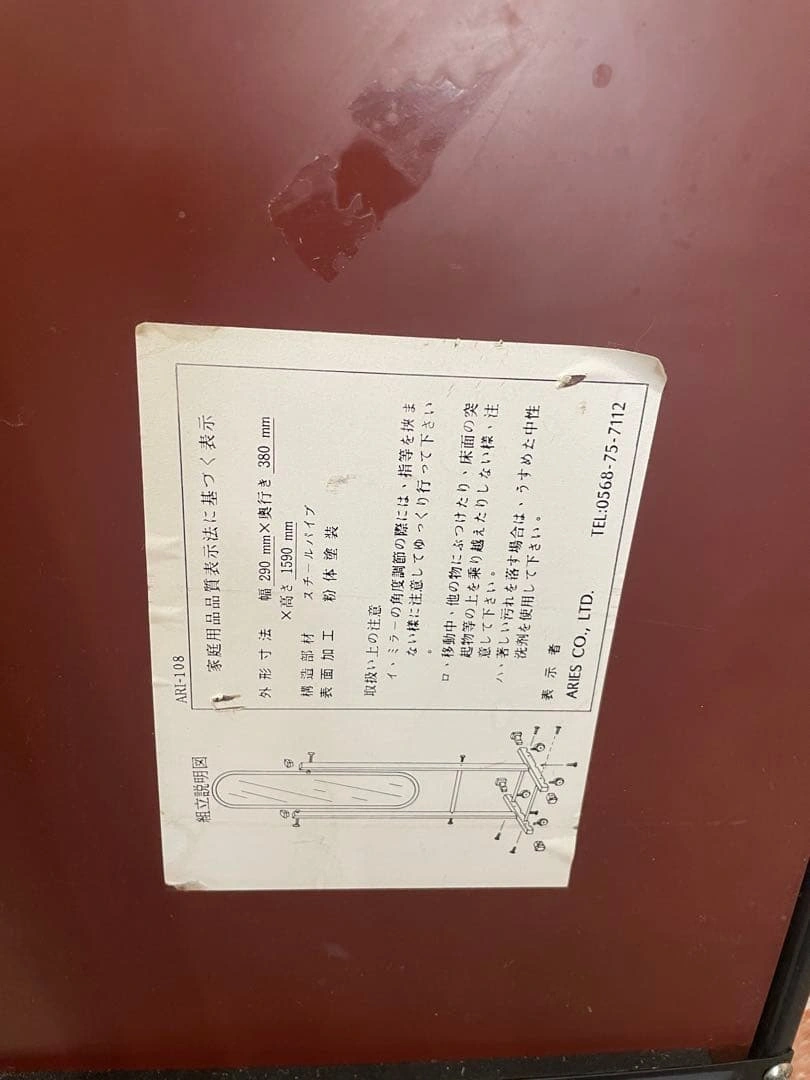 ARI-108
家庭用品品質表示法に基づく表示
外形寸法 幅 290 mm×奥行き 380 mm
×高さ 1590 mm
構造部材 スチールパイプ
表面加工 粉体塗装
取扱い上の注意
イ、ミラーの角度調節の際には、指等を挟ま
ない様に注意してゆっくり行って下さい
。
ロ、移動中、他の物にぶつけたり、床面の突
起物等の上を乗り越えたりしない様、注
意して下さい。
ハ、著しい汚れを落す場合は、うすめた中性
洗剤を使用して下さい。
表示者
ARIES CO., LTD. TEL:0568-75-7112
組立説明図